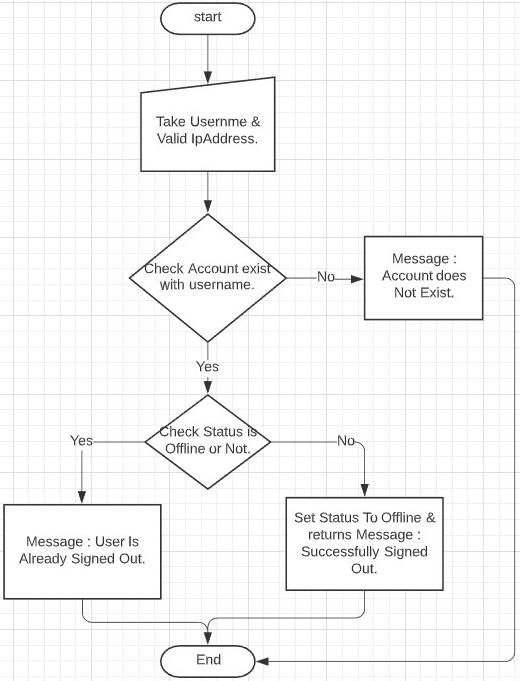 start
Take Usernme &
Valid IpAddress.
Check Account exist
with username.
No
Message :
Account does
Not Exist.
Yes
Check Status is
Offline or Not.
Yes
No
Message : User Is
Already Signed Out.
Set Status To Offline &
returns Message :
Successfully Signed
Out.
End